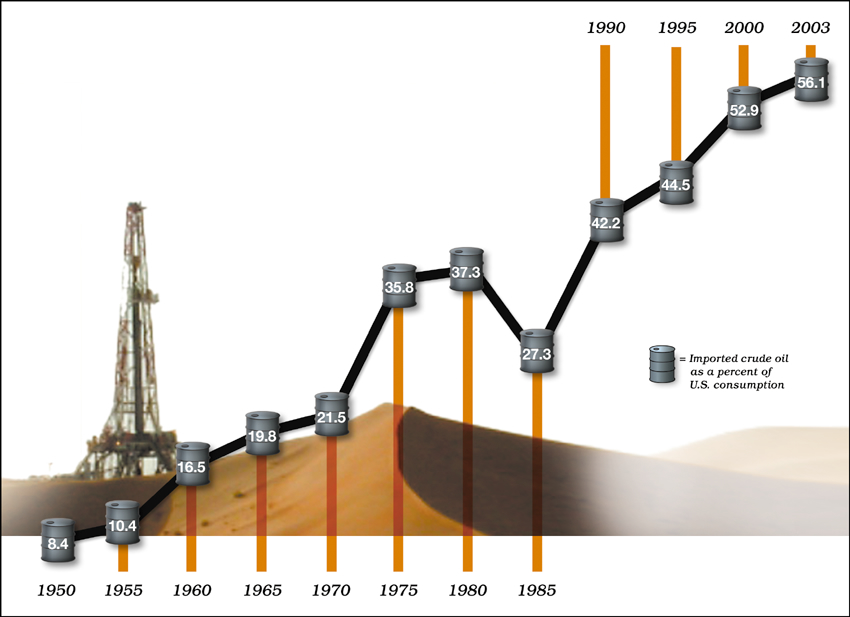 1990 1995 2000 2003
56.1
52.9
44.5
42.2
37.3
35.8
27.3
21.5
19.8
16.5
10.4
8.4
= Imported crude oil
as a percent of
U.S. consumption
1950 1955 1960 1965 1970 1975 1980 1985